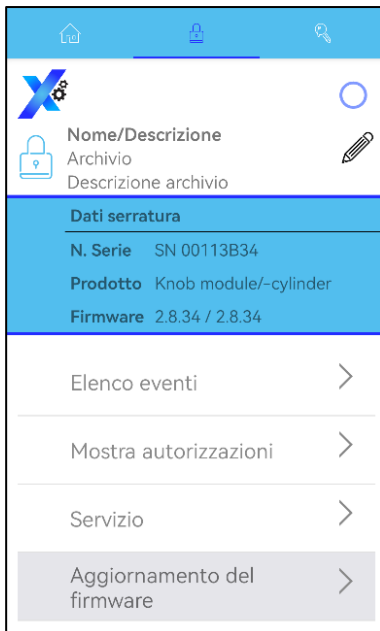 Nome/Descrizione
Archivio
Descrizione archivio
Dati serratura
N. Serie SN 00113B34
Prodotto Knob module/-cylinder
Firmware 2.8.34 / 2.8.34
Elenco eventi
Mostra autorizzazioni
Servizio
Aggiornamento del
firmware